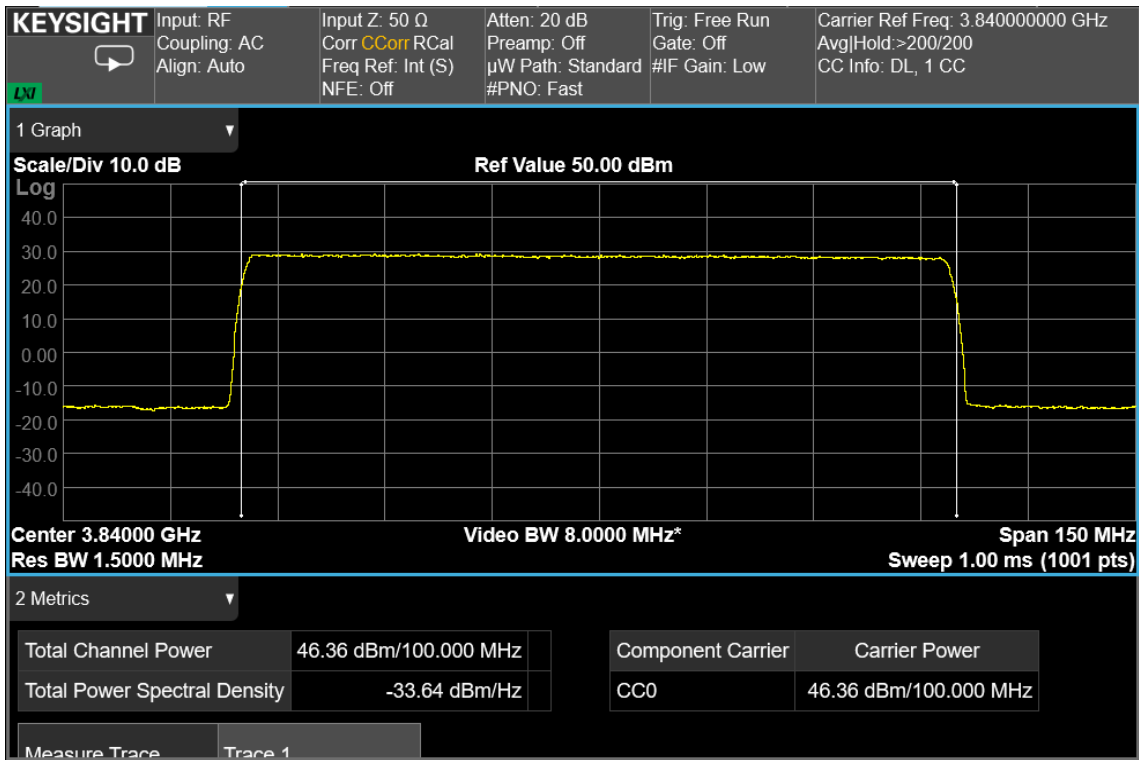 KEYSIGHT
Input: RF
Coupling: AC
Align: Auto
LXI
Input Z: 50 Ω
Corr CCorr RCal
Freq Ref: Int (S)
NFE: Off
Atten: 20 dB
Preamp: Off
µW Path: Standard
#PNO: Fast
Trig: Free Run
Gate: Off
#IF Gain: Low
Carrier Ref Freq: 3.840000000 GHz
Avg|Hold:>200/200
CC Info: DL, 1 CC
1 Graph
Scale/Div 10.0 dB
Ref Value 50.00 dBm
Log
40.0
30.0
20.0
10.0
0.00
-10.0
-20.0
-30.0
-40.0
Center 3.84000 GHz
Video BW 8.0000 MHz*
Span 150 MHz
Res BW 1.5000 MHz
Sweep 1.00 ms (1001 pts)
2 Metrics
Total Channel Power 46.36 dBm/100.000 MHz
Total Power Spectral Density -33.64 dBm/Hz
Component Carrier Carrier Power
CC0 46.36 dBm/100.000 MHz
Measure Trace Trace 1